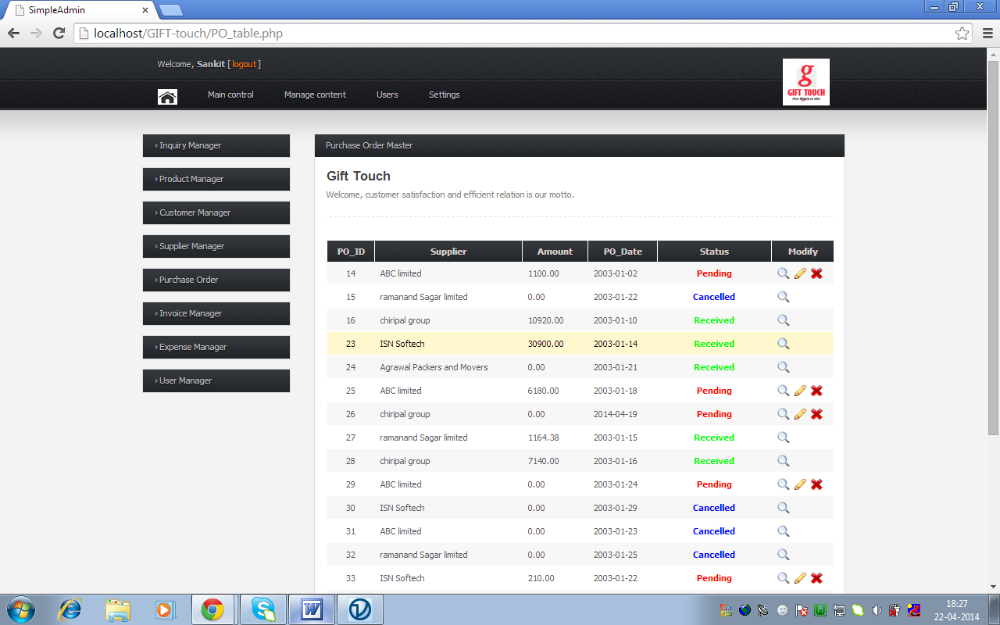 SimpleAdmin
localhost/GIFT-touch/PO_table.php
Welcome, Sankit [ logout ]
g
GIFT TOUCH
Now that's an idea
Main control Manage content Users Settings
› Inquiry Manager
› Product Manager
› Customer Manager
› Supplier Manager
› Purchase Order
› Invoice Manager
› Expense Manager
› User Manager
Purchase Order Master
Gift Touch
Welcome, customer satisfaction and efficient relation is our motto.
PO_ID Supplier Amount PO_Date Status Modify
14 ABC limited 1100.00 2003-01-02 Pending
15 ramanand Sagar limited 0.00 2003-01-22 Cancelled
16 chiripal group 10920.00 2003-01-10 Received
23 ISN Softech 30900.00 2003-01-14 Received
24 Agrawal Packers and Movers 0.00 2003-01-21 Received
25 ABC limited 6180.00 2003-01-18 Pending
26 chiripal group 0.00 2014-04-19 Pending
27 ramanand Sagar limited 1164.38 2003-01-15 Received
28 chiripal group 7140.00 2003-01-16 Received
29 ABC limited 0.00 2003-01-24 Pending
30 ISN Softech 0.00 2003-01-29 Cancelled
31 ABC limited 0.00 2003-01-23 Cancelled
32 ramanand Sagar limited 0.00 2003-01-25 Cancelled
33 ISN Softech 210.00 2003-01-22 Pending
18:27
22-04-2014